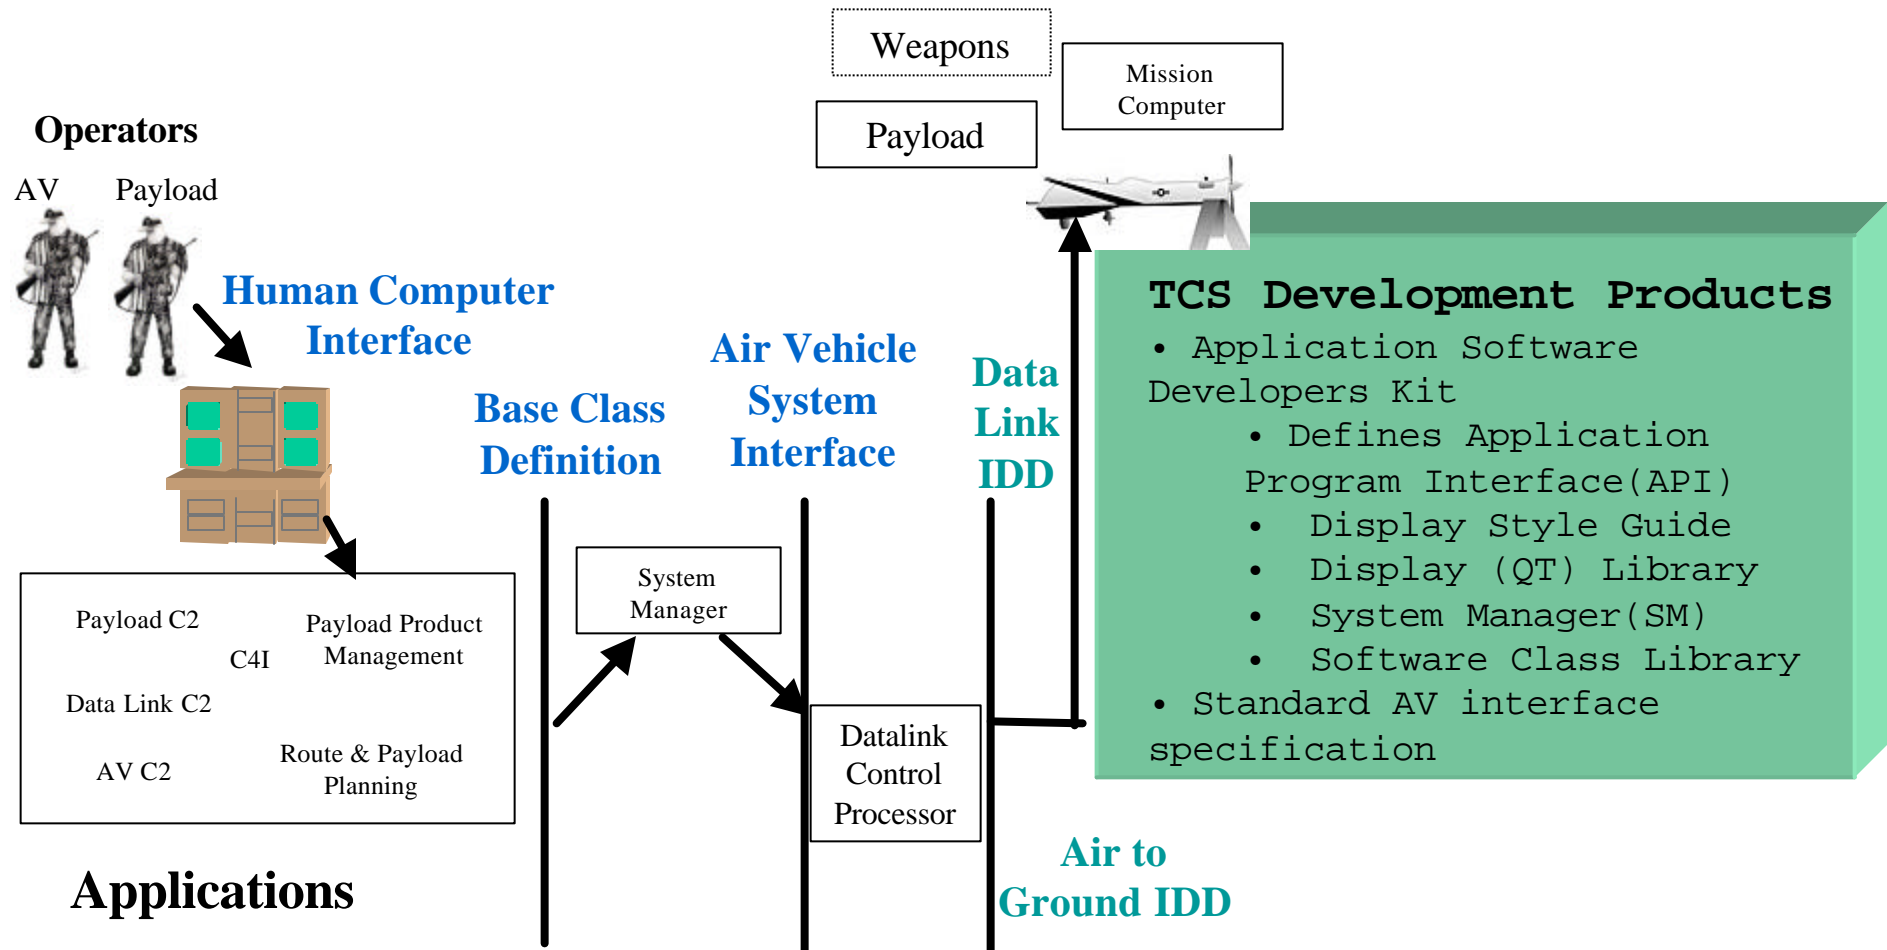 Weapons
Mission
Computer
Payload
Operators
AV
Payload
Human Computer
Interface
Base Class
Definition
Air Vehicle
System
Interface
Data
Link
IDD
TCS Development Products
• Application Software
Developers Kit
• Defines Application
Program Interface(API)
• Display Style Guide
• Display (QT) Library
• System Manager(SM)
• Software Class Library
• Standard AV interface
specification
System
Manager
Payload C2
Payload Product
Management
C4I
Data Link C2
Route & Payload
Planning
AV C2
Datalink
Control
Processor
Applications
Air to
Ground IDD